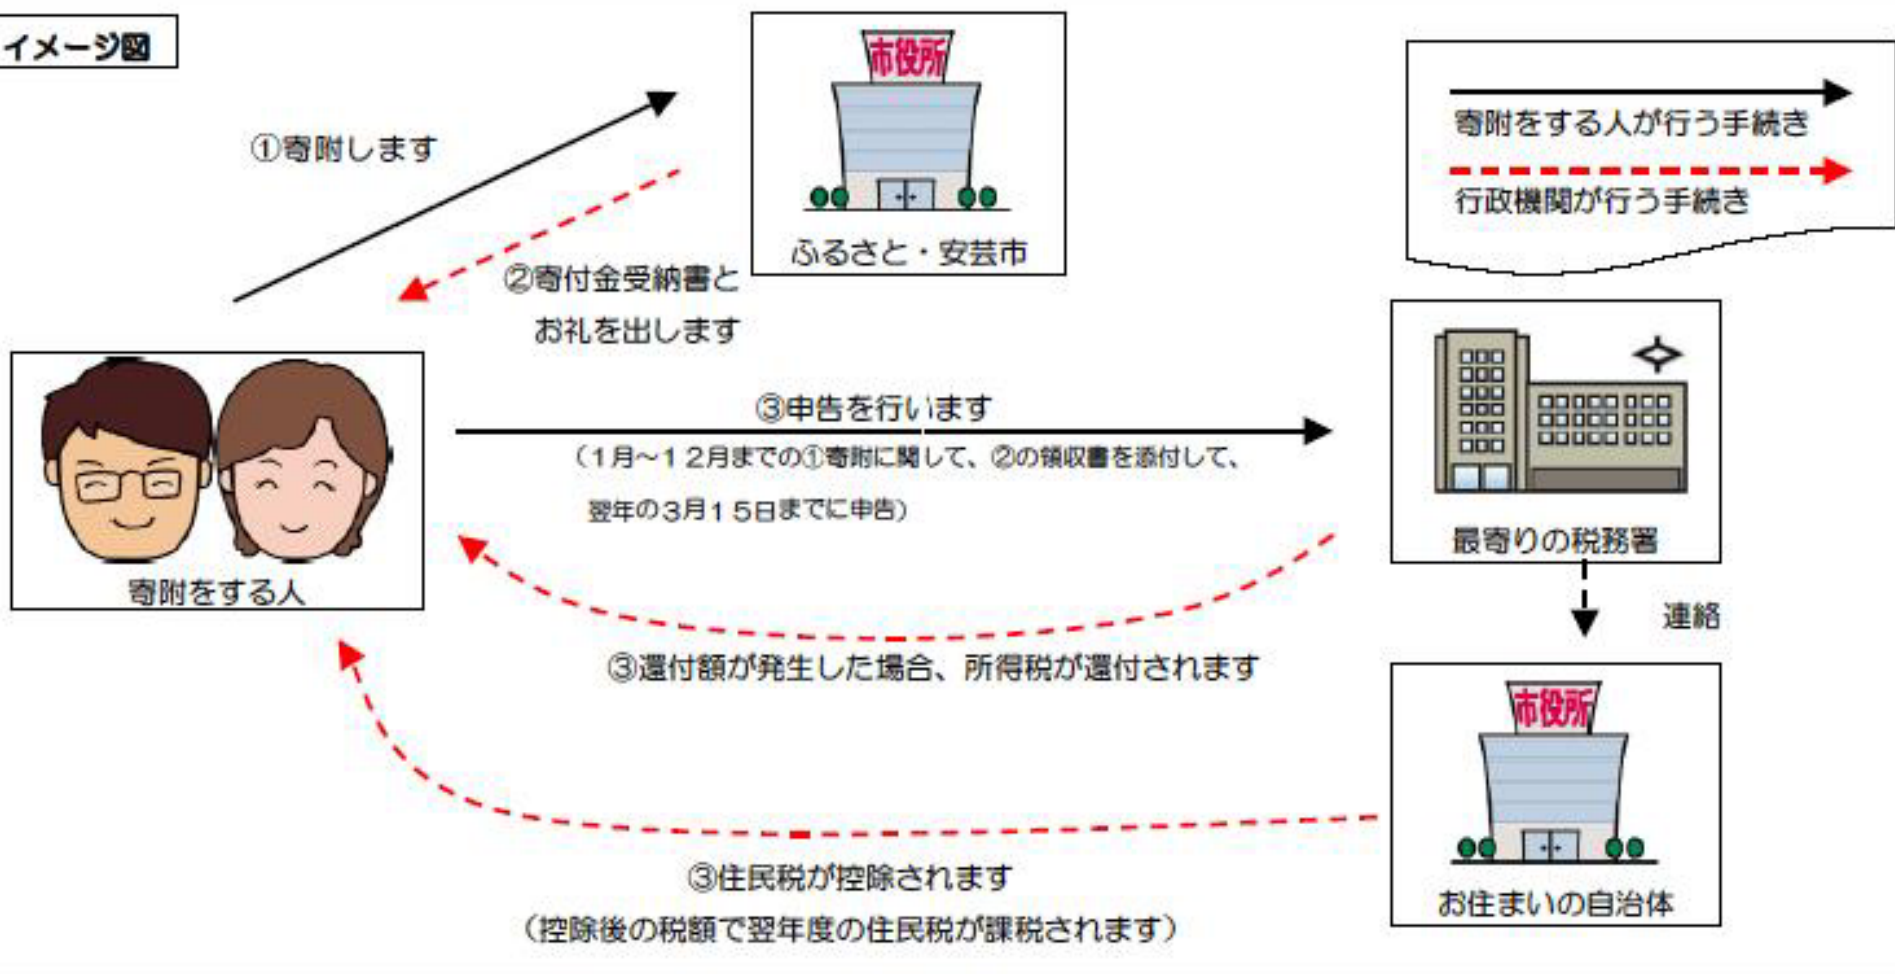 イメージ図
市役所
ふるさと・安芸市
寄附をする人が行う手続き
行政機関が行う手続き
①寄附します
②寄付金受納書と
お礼を出します
寄附をする人
③申告を行います
（１月～１２月までの①寄附に関して、②の領収書を添付して、
翌年の３月１５日までに申告）
最寄りの税務署
連絡
③還付額が発生した場合、所得税が還付されます
市役所
お住まいの自治体
③住民税が控除されます
（控除後の税額で翌年度の住民税が課税されます）